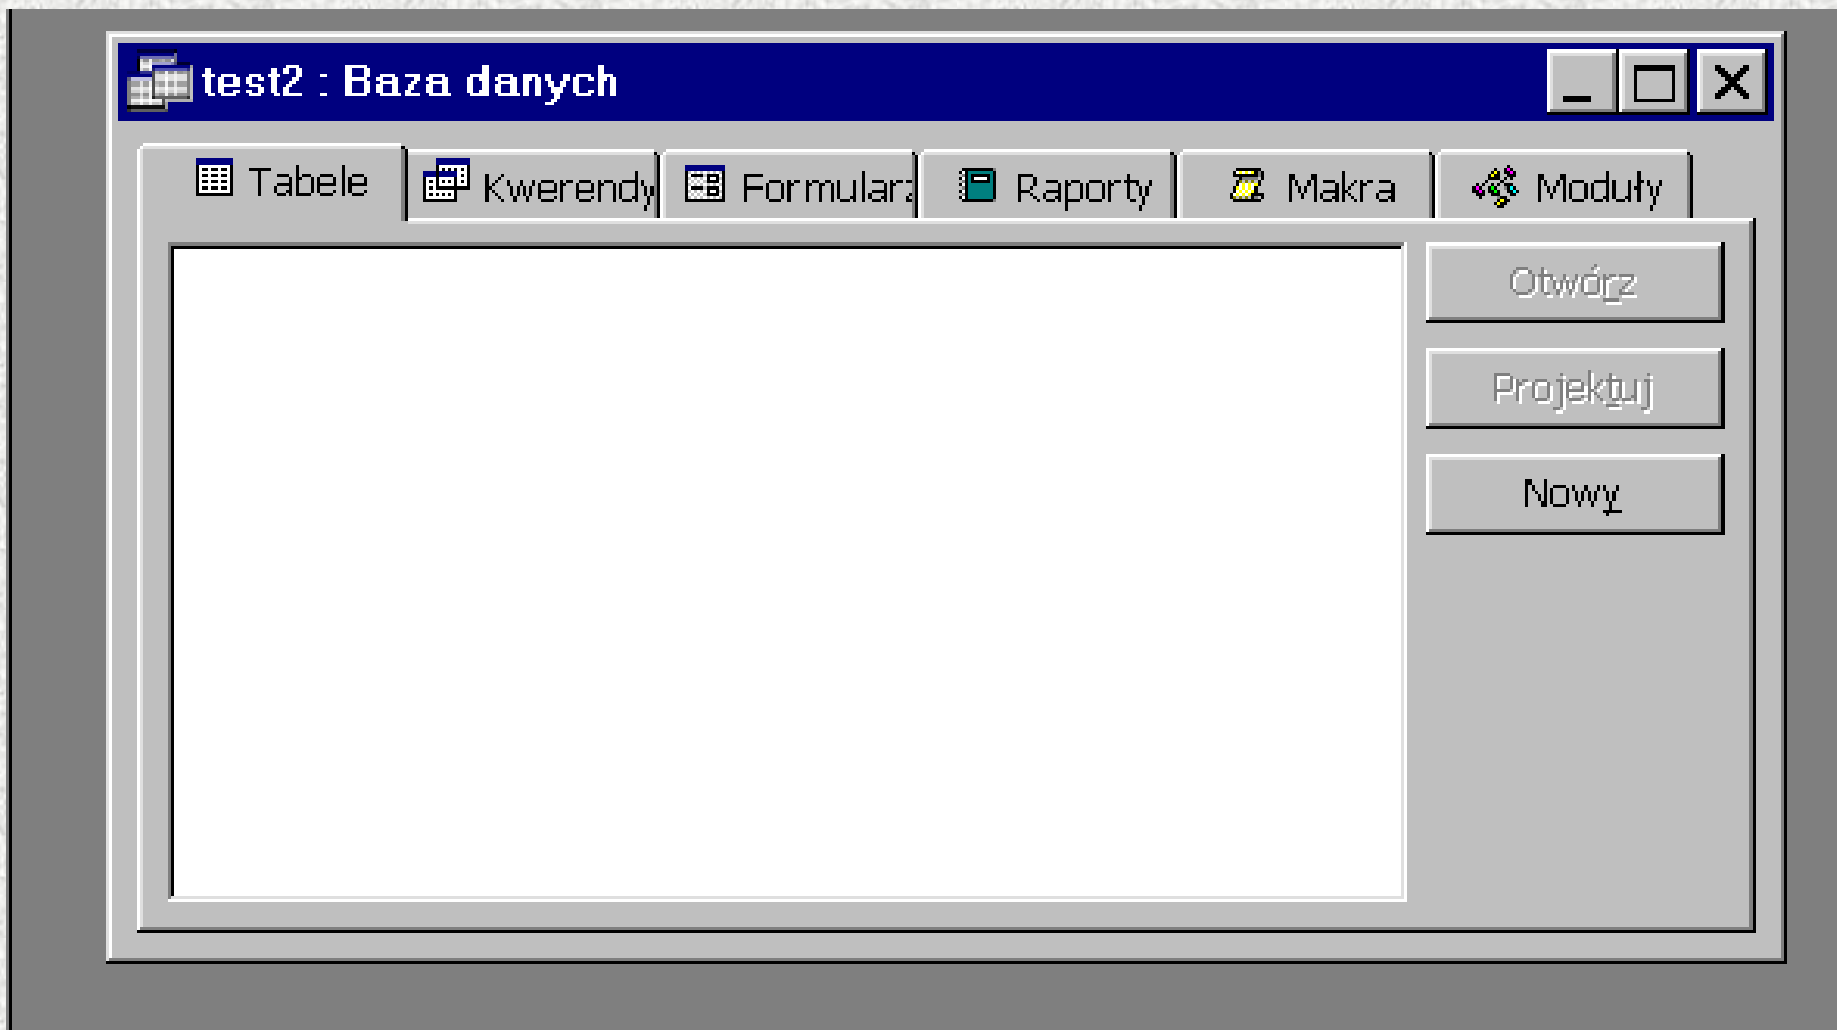 test2 : Baza danych
Tabele Kwerendy Formularz Raporty Makra Moduły
Otwórz
Projektuj
Nowy